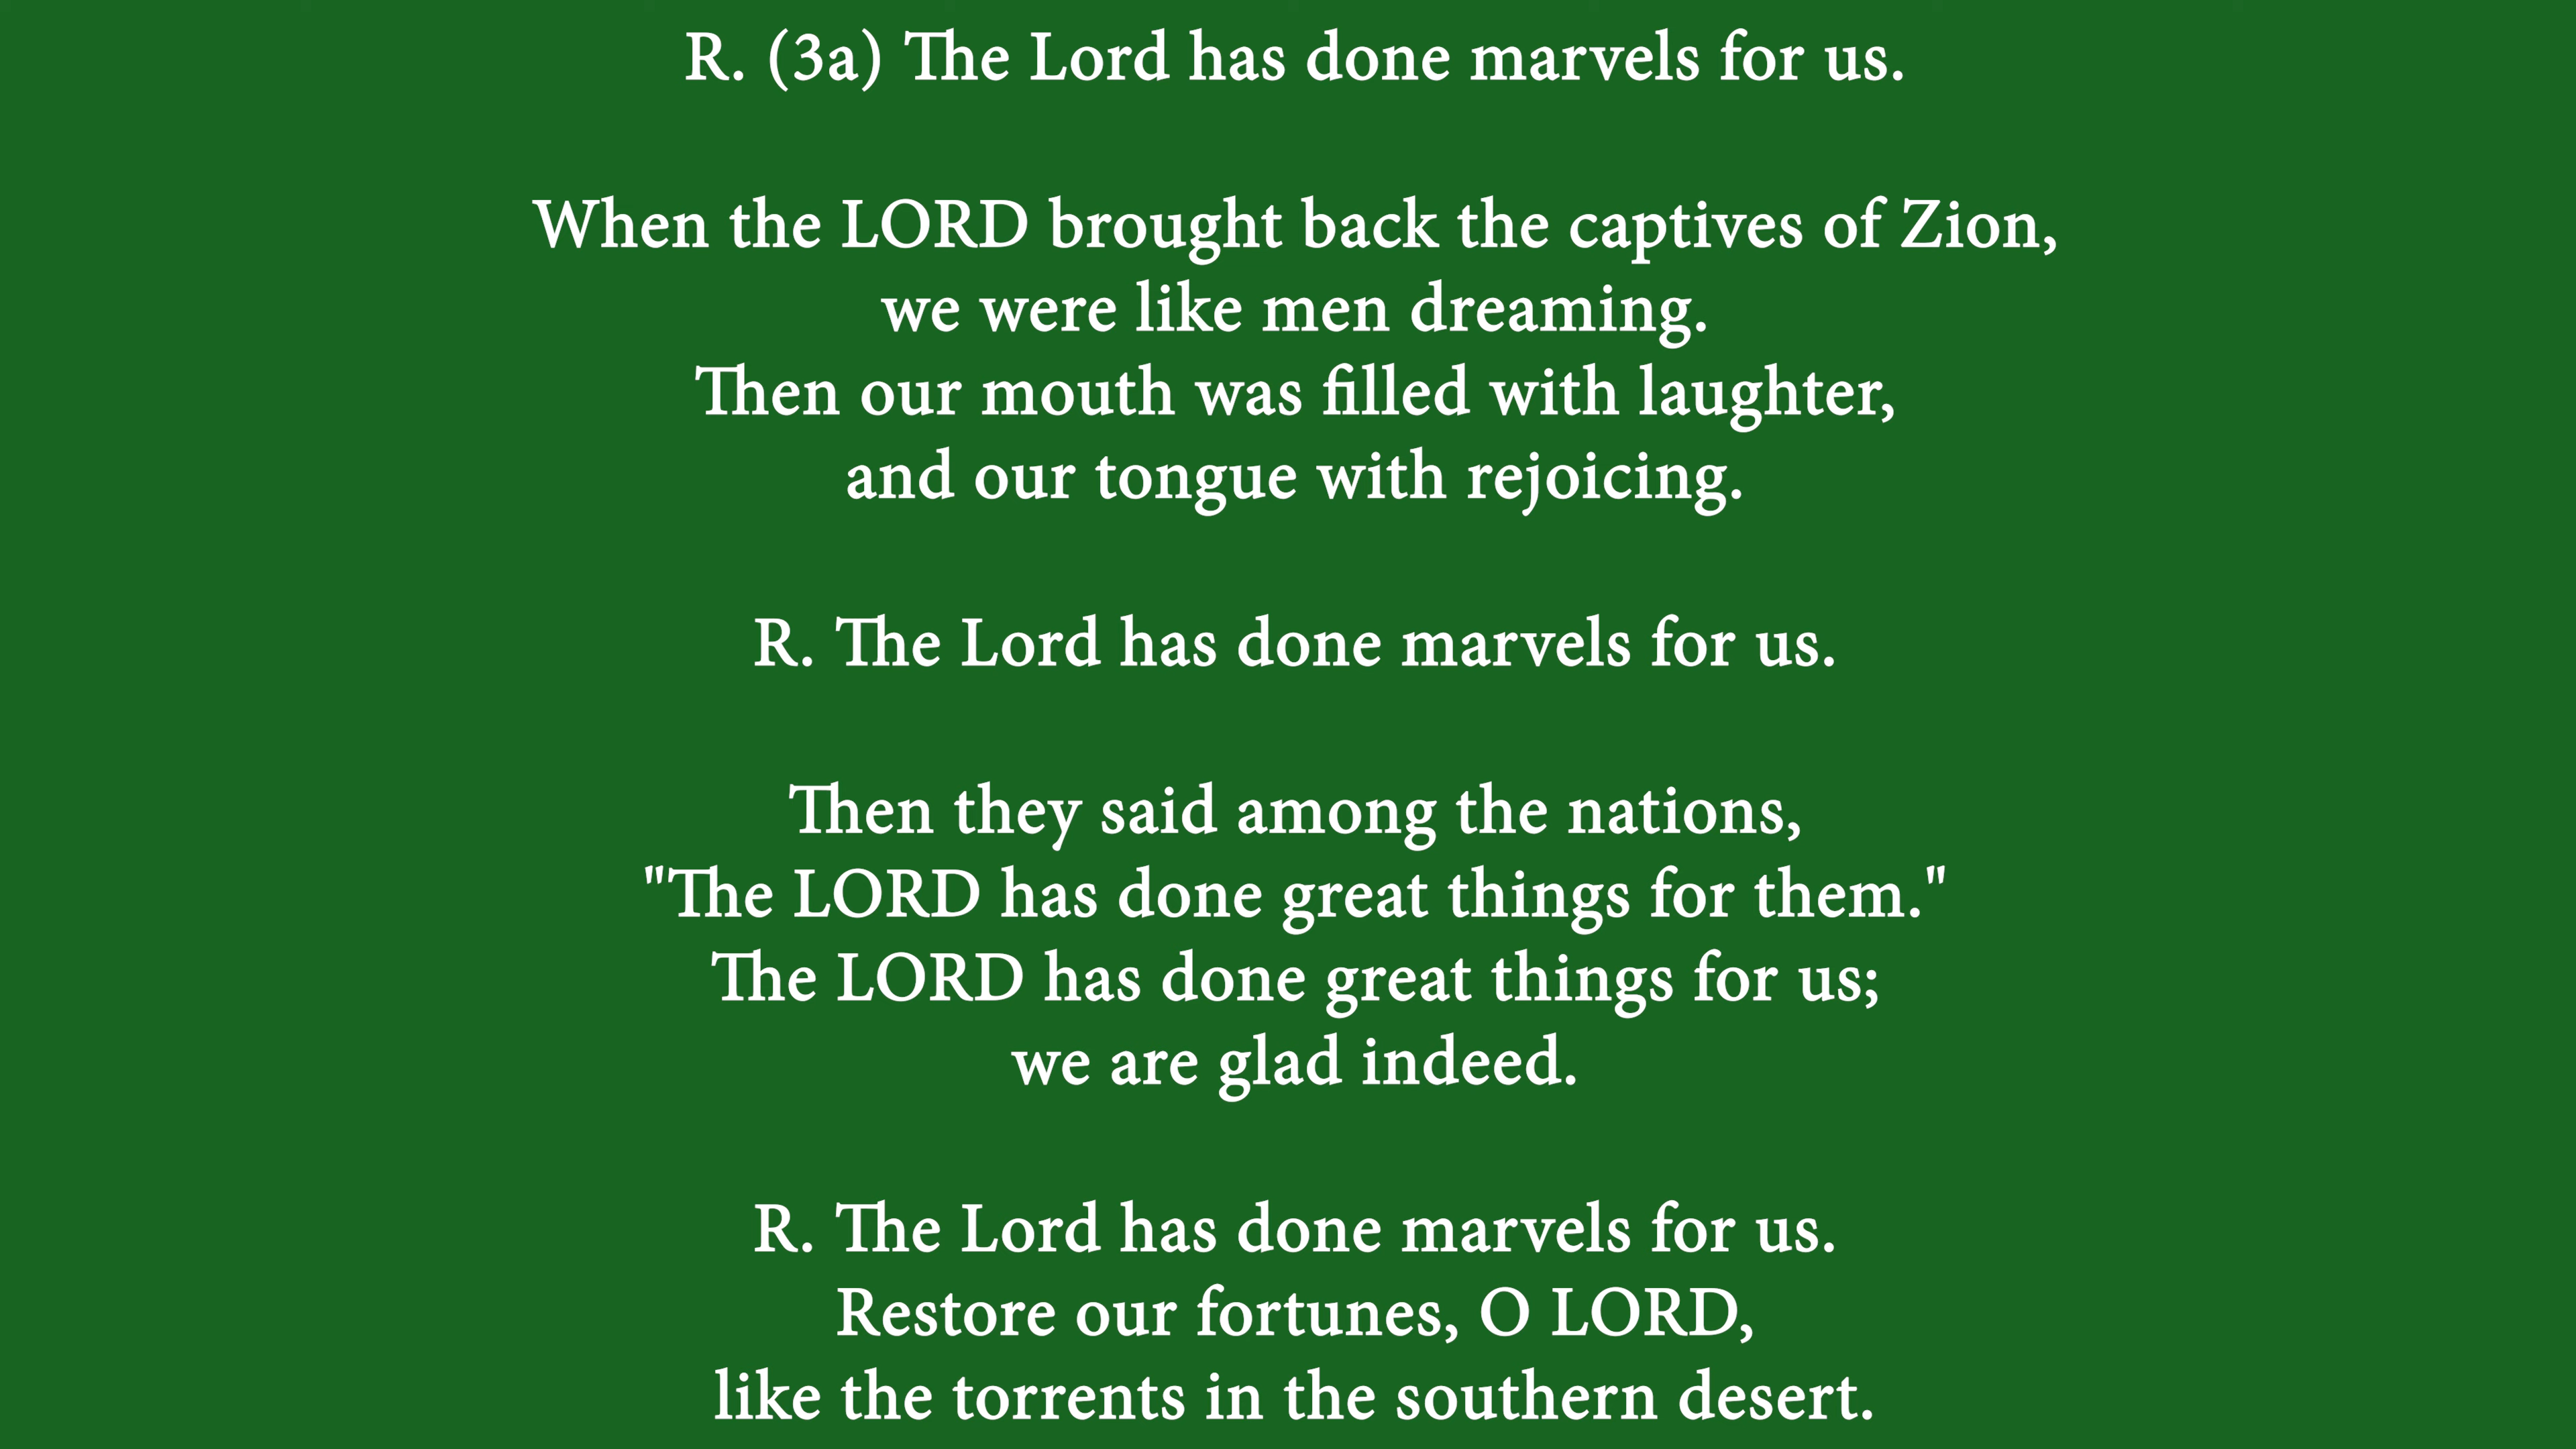 R. (3a) The Lord has done marvels for us.
When the LORD brought back the captives of Zion,
we were like men dreaming.
Then our mouth was filled with laughter,
and our tongue with rejoicing.
R. The Lord has done marvels for us.
Then they said among the nations,
"The LORD has done great things for them."
The LORD has done great things for us;
we are glad indeed.
R. The Lord has done marvels for us.
Restore our fortunes, O LORD,
like the torrents in the southern desert.